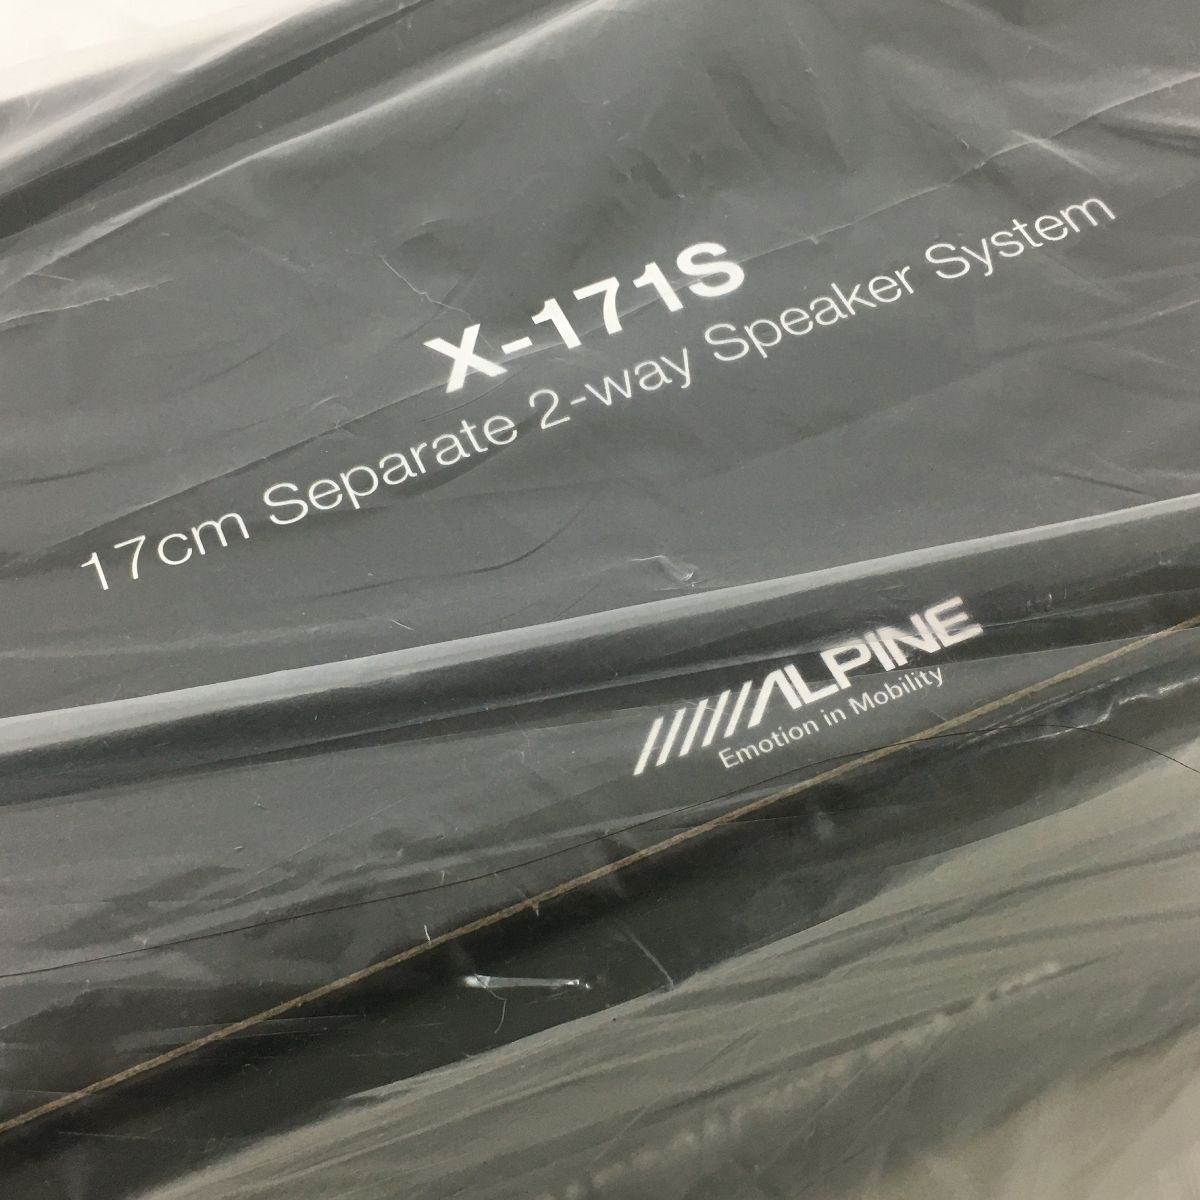 X-171S
17cm Separate 2-way Speaker System
ALPINE
Emotion in Mobility